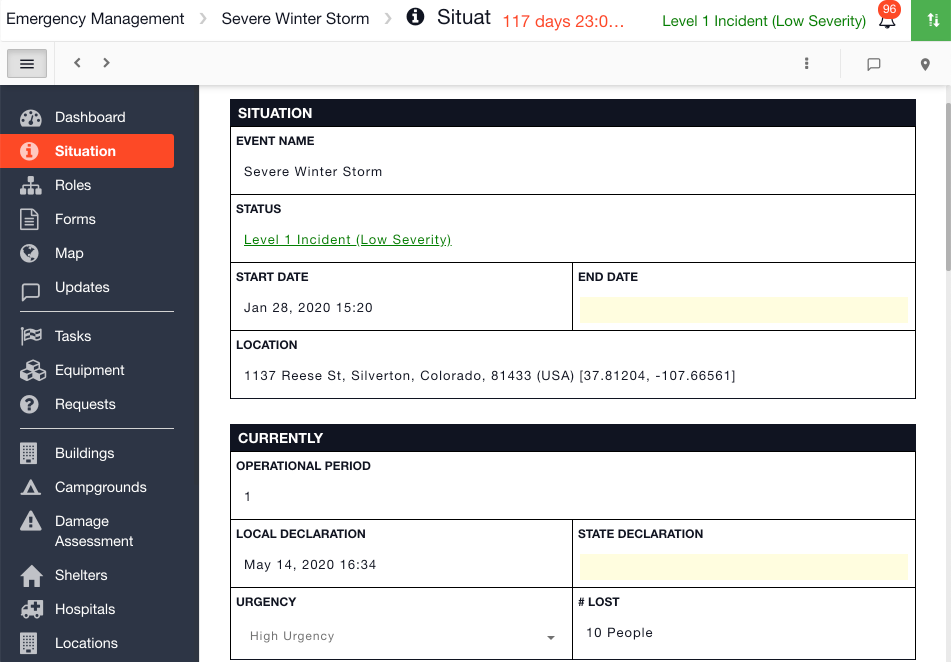 Emergency Management > Severe Winter Storm > Situat 117 days 23:0... Level 1 Incident (Low Severity) 96
Dashboard
Situation
Roles
Forms
Map
Updates
Tasks
Equipment
Requests
Buildings
Campgrounds
Damage
Assessment
Shelters
Hospitals
Locations
SITUATION
EVENT NAME
Severe Winter Storm
STATUS
Level 1 Incident (Low Severity)
START DATE
Jan 28, 2020 15:20
END DATE
LOCATION
1137 Reese St, Silverton, Colorado, 81433 (USA) [37.81204, -107.66561]
CURRENTLY
OPERATIONAL PERIOD
1
LOCAL DECLARATION
May 14, 2020 16:34
STATE DECLARATION
URGENCY
High Urgency
# LOST
10 People